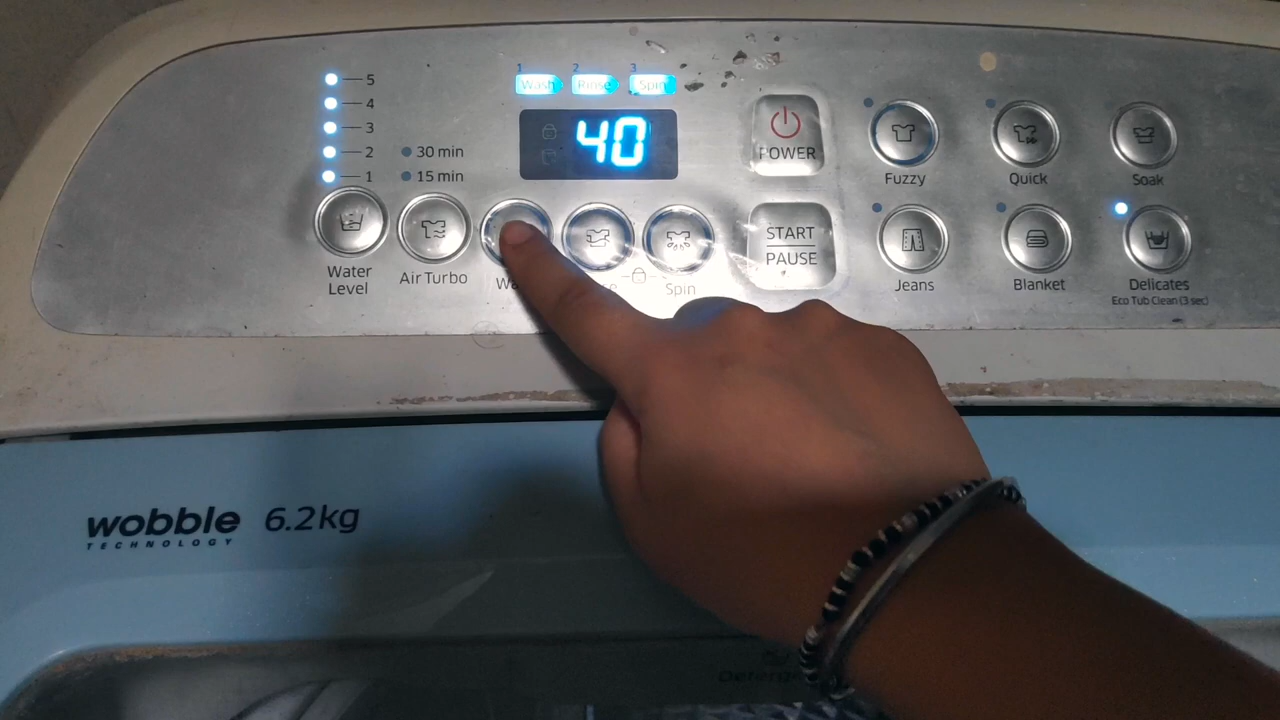 5
4
3
2
1
30 min
15 min
1 2 3
Wash Rinse Spin
40
POWER
START
PAUSE
Water
Level
Air Turbo
Spin
Fuzzy
Quick
Soak
Jeans
Blanket
Delicates
Eco Tub Clean (3 sec)
wobble
TECHNOLOGY
6.2kg